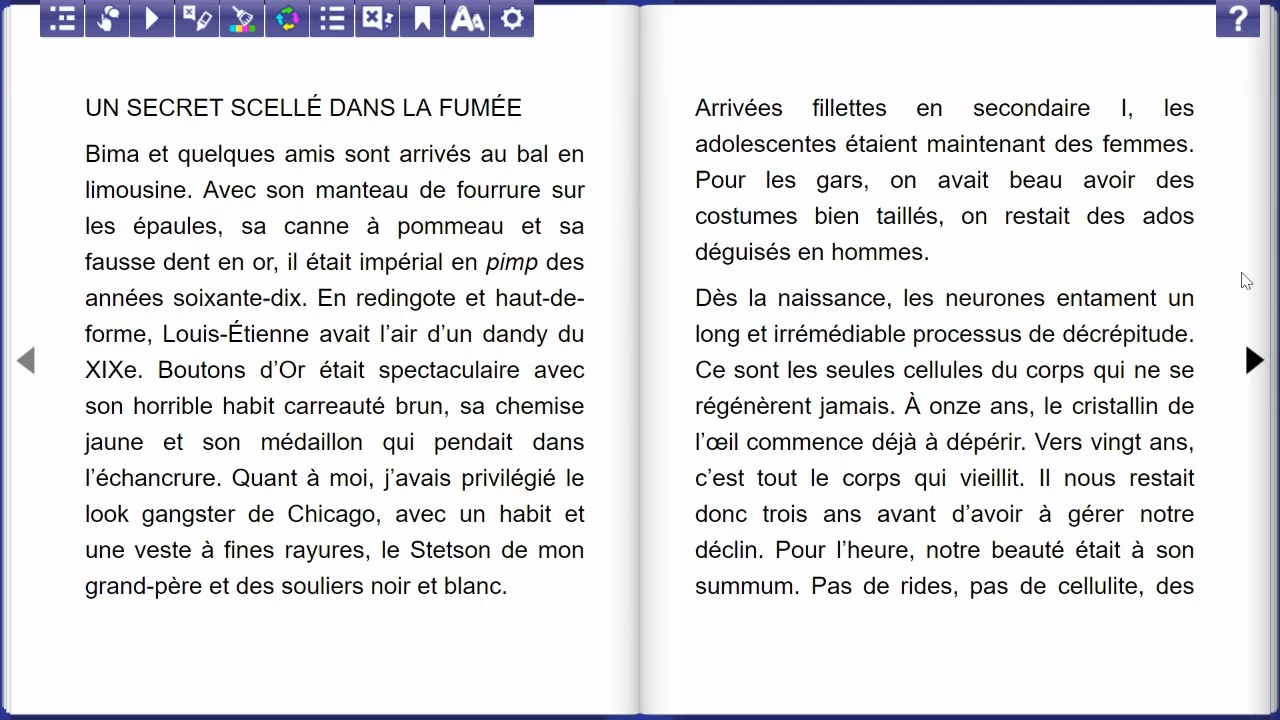 UN SECRET SCELLÉ DANS LA FUMÉE
Bima et quelques amis sont arrivés au bal en
limousine. Avec son manteau de fourrure sur
les épaules, sa canne à pommeau et sa
fausse dent en or, il était impérial en pimp des
années soixante-dix. En redingote et haut-de-
forme, Louis-Étienne avait l’air d’un dandy du
XIXe. Boutons d’Or était spectaculaire avec
son horrible habit carreauté brun, sa chemise
jaune et son médaillon qui pendait dans
l’échancrure. Quant à moi, j’avais privilégié le
look gangster de Chicago, avec un habit et
une veste à fines rayures, le Stetson de mon
grand-père et des souliers noir et blanc.
Arrivées fillettes en secondaire I, les
adolescentes étaient maintenant des femmes.
Pour les gars, on avait beau avoir des
costumes bien taillés, on restait des ados
déguisés en hommes.
Dès la naissance, les neurones entament un
long et irrémédiable processus de décrépitude.
Ce sont les seules cellules du corps qui ne se
régénèrent jamais. À onze ans, le cristallin de
l’œil commence déjà à dépérir. Vers vingt ans,
c’est tout le corps qui vieillit. Il nous restait
donc trois ans avant d’avoir à gérer notre
déclin. Pour l’heure, notre beauté était à son
summum. Pas de rides, pas de cellulite, des